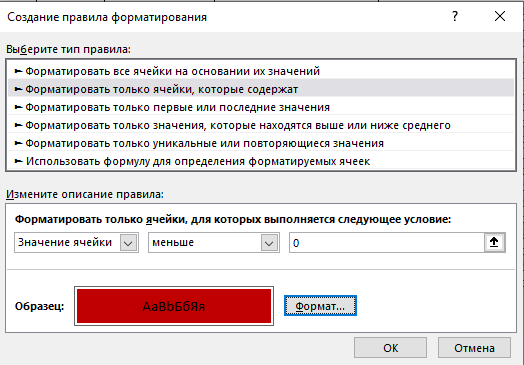 Создание правила форматирования ? ×
Выберите тип правила:
► Форматировать все ячейки на основании их значений
► Форматировать только ячейки, которые содержат
► Форматировать только первые или последние значения
► Форматировать только значения, которые находятся выше или ниже среднего
► Форматировать только уникальные или повторяющиеся значения
► Использовать формулу для определения форматируемых ячеек
Измените описание правила:
Форматировать только ячейки, для которых выполняется следующее условие:
Значение ячейки меньше 0
Образец: АаВbБбЯя Формат...
ОК Отмена